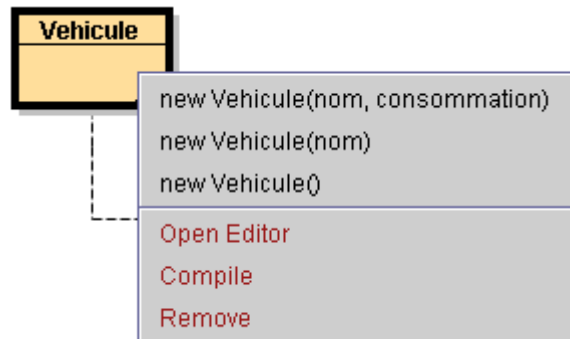 Vehicule
new Vehicule(nom, consommation)
new Vehicule(nom)
new Vehicule()
Open Editor
Compile
Remove